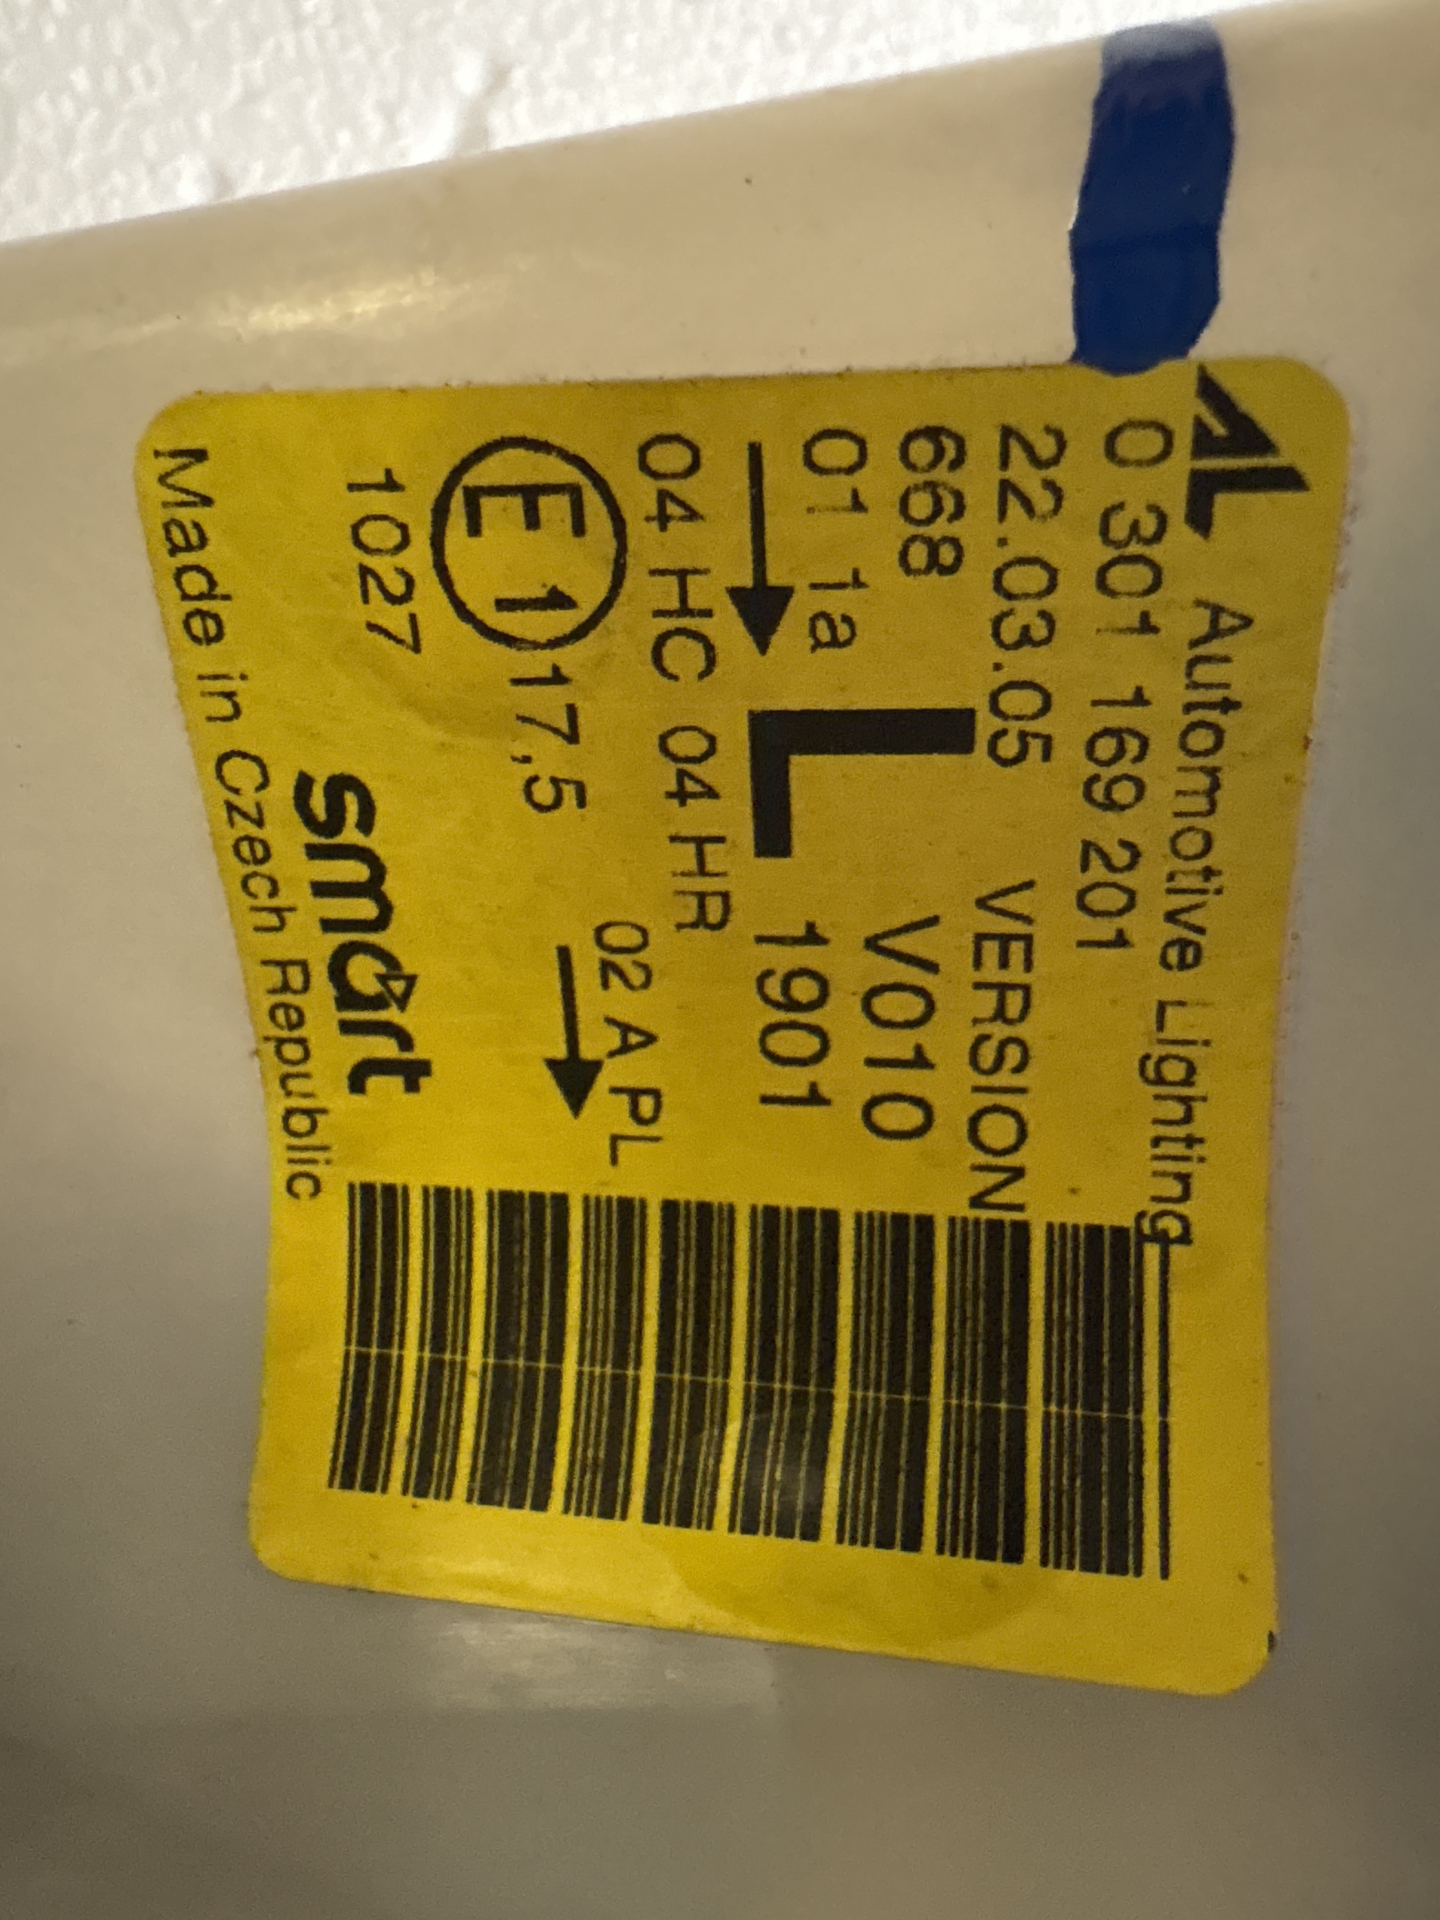 AL Automotive Lighting
0 301 169 201
22.03.05 VERSION
668 V010
01 1a L 1901
04 HC 04 HR
02 A PL
E1 17,5
1027
smart
Made in Czech Republic